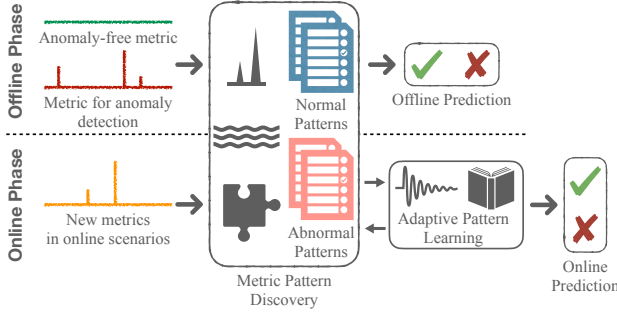 Offline Phase
Anomaly-free metric
Metric for anomaly
detection
Normal
Patterns
Offline Prediction
Online Phase
New metrics
in online scenarios
Abnormal
Patterns
Metric Pattern
Discovery
Adaptive Pattern
Learning
Online
Prediction